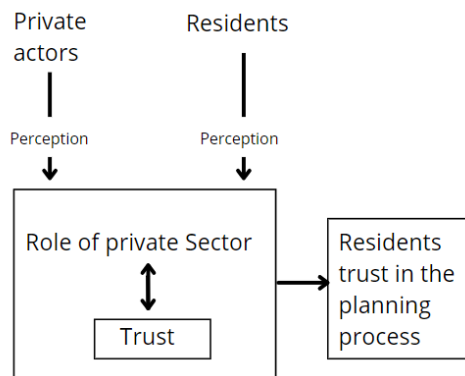 Private
actors
Residents
Perception
Perception
Role of private Sector
Trust
Residents
trust in the
planning
process